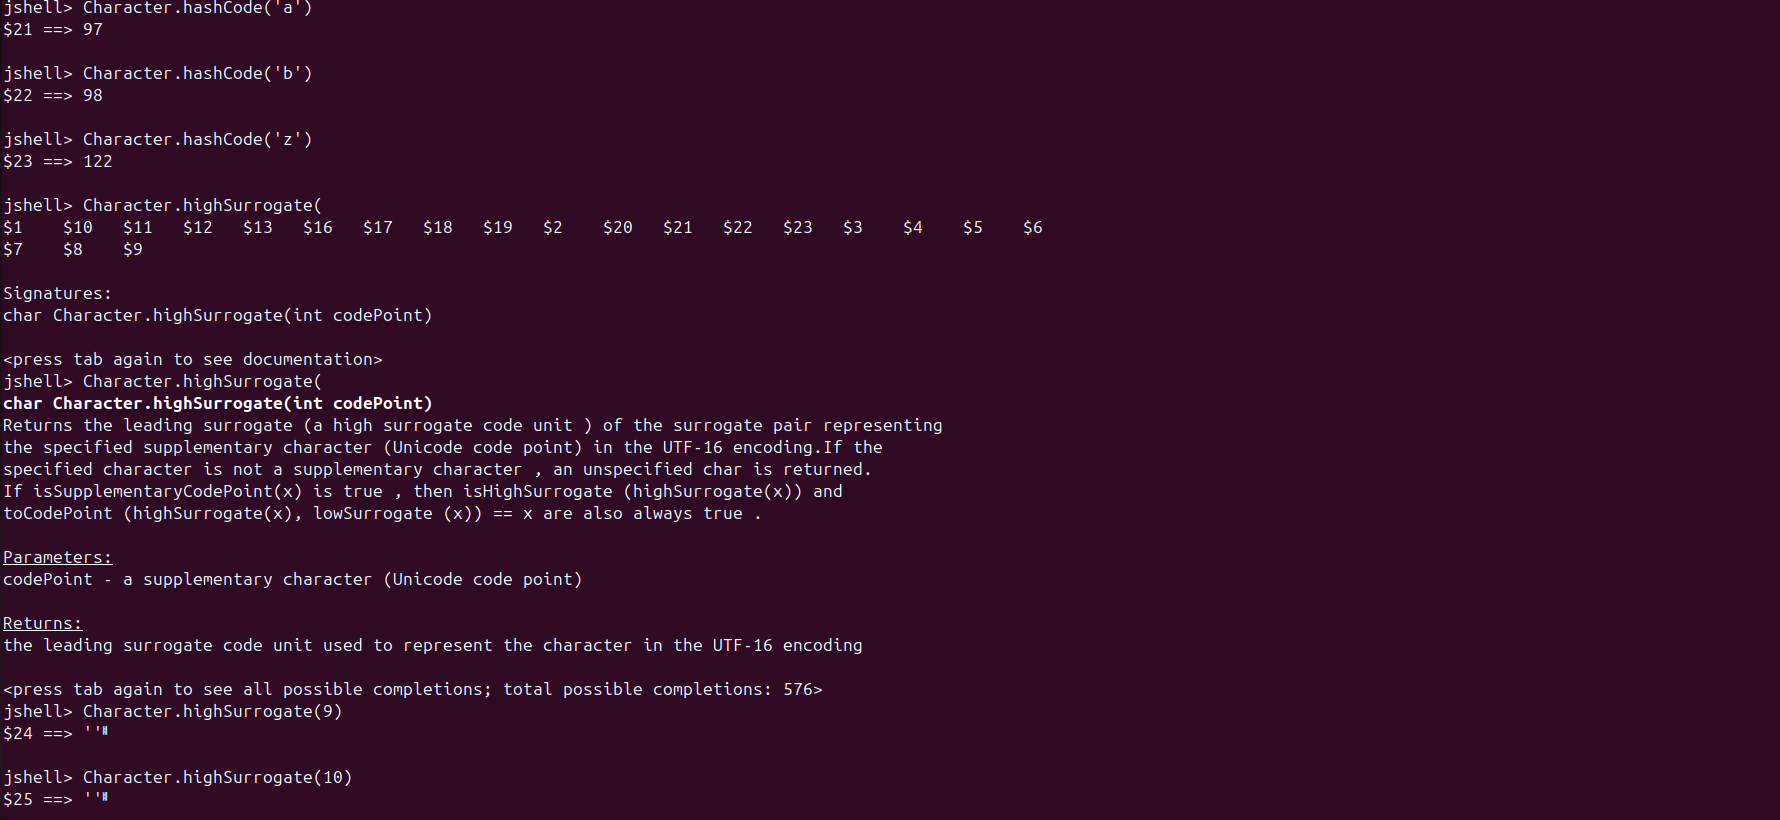 jshell> Character.hashCode('a')
$21 ==> 97
jshell> Character.hashCode('b')
$22 ==> 98
jshell> Character.hashCode('z')
$23 ==> 122
jshell> Character.highSurrogate(
$1    $10   $11   $12   $13   $16   $17   $18   $19   $2    $20   $21   $22   $23   $3    $4    $5    $6
$7    $8    $9
Signatures:
char Character.highSurrogate(int codePoint)
<press tab again to see documentation>
jshell> Character.highSurrogate(
char Character.highSurrogate(int codePoint)
Returns the leading surrogate (a high surrogate code unit ) of the surrogate pair representing
the specified supplementary character (Unicode code point) in the UTF-16 encoding.If the
specified character is not a supplementary character , an unspecified char is returned.
If isSupplementaryCodePoint(x) is true , then isHighSurrogate (highSurrogate(x)) and
toCodePoint (highSurrogate(x), lowSurrogate (x)) == x are also always true .
Parameters:
codePoint - a supplementary character (Unicode code point)
Returns:
the leading surrogate code unit used to represent the character in the UTF-16 encoding
<press tab again to see all possible completions; total possible completions: 576>
jshell> Character.highSurrogate(9)
$24 ==> ''
jshell> Character.highSurrogate(10)
$25 ==> ''